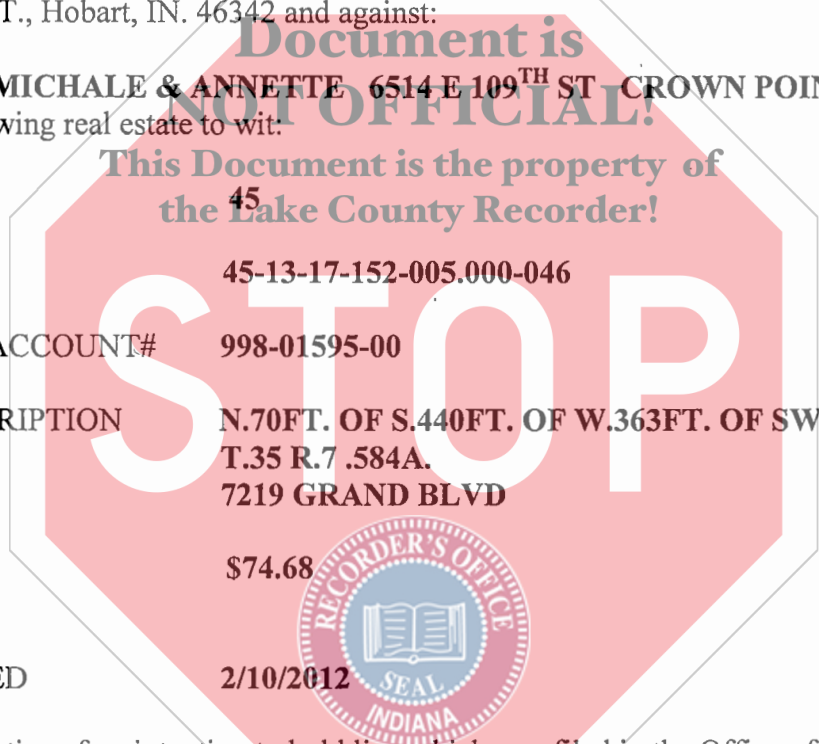 T., Hobart, IN. 46342 and against:
Document is
MICHALE & ANNETTE 6514 E 109TH ST CROWN POIN
NOT OFFICIAL!
wing real estate to wit:
This Document is the property of
45
the Lake County Recorder!
45-13-17-152-005.000-046
ACCOUNT# 998-01595-00
STOP
RIPTION N.70FT. OF S.440FT. OF W.363FT. OF SW
T.35 R.7 .584A.
7219 GRAND BLVD
$74.68
RECORDER'S OFFICE
ED 2/10/2012
SEAL
INDIANA